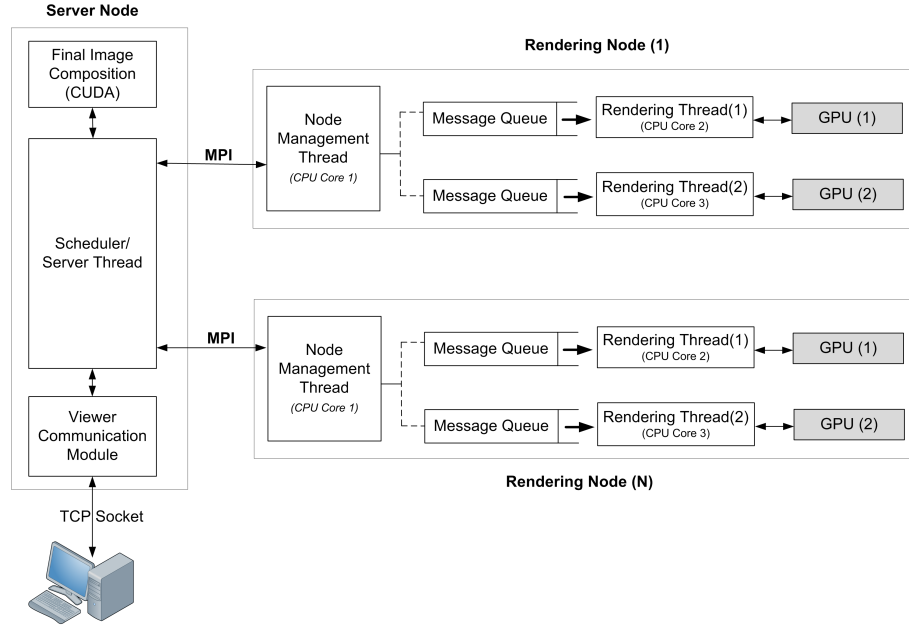 Server Node
Final Image
Composition
(CUDA)
Scheduler/
Server Thread
Viewer
Communication
Module
TCP Socket
MPI
MPI
Rendering Node (1)
Node
Management
Thread
(CPU Core 1)
Message Queue
Rendering Thread(1)
(CPU Core 2)
GPU (1)
Message Queue
Rendering Thread(2)
(CPU Core 3)
GPU (2)
Node
Management
Thread
(CPU Core 1)
Message Queue
Rendering Thread(1)
(CPU Core 2)
GPU (1)
Message Queue
Rendering Thread(2)
(CPU Core 3)
GPU (2)
Rendering Node (N)